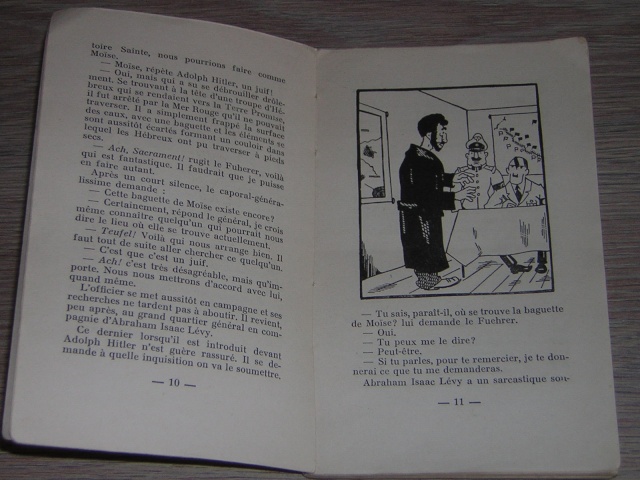 toire Sainte, nous pourrions faire comme
Moïse.
— Moïse, répète Adolph Hitler, un juif!
— Oui, mais qui a su se débrouiller drôle-
ment. Se trouvant à la tête d'une troupe d'Hé-
breux qui se rendaient vers la Terre Promise,
il fut arrêté par la Mer Rouge qu'il ne pouvait
traverser. Il a simplement frappé la surface
des eaux, avec une baguette et les éléments se
sont aussitôt écartés formant un couloir dans
lequel les Hébreux ont pu traverser à pieds
secs.
— Ach, Sacrament! rugit le Fuherer, voilà
qui est fantastique. Il faudrait que je puisse
en faire autant.
Après un court silence, le caporal-généra-
lissime demande :
— Cette baguette de Moïse existe encore?
— Certainement, répond le général, je crois
même connaître quelqu'un qui pourrait nous
dire le lieu où elle se trouve actuellement.
— Teufel! Voilà qui nous arrange bien. Il
faut tout de suite aller chercher ce quelqu'un.
— C'est que c'est un juif.
— Ach! c'est très désagréable, mais qu'im-
porte. Nous nous mettrons d'accord avec lui,
quand même.
L'officier se met aussitôt en campagne et ses
recherches ne tardent pas à aboutir. Il revient,
peu après, au grand quartier général en com-
pagnie d'Abraham Isaac Lévy.
Ce dernier lorsqu'il est introduit devant
Adolph Hitler n'est guère rassuré. Il se de-
mande à quelle inquisition on va le soumettre.
— 10 —
— Tu sais, paraît-il, où se trouve la baguette
de Moïse? lui demande le Fuehrer.
— Oui.
— Tu peux me le dire?
— Peut-être.
— Si tu parles, pour te remercier, je te don-
nerai ce que tu me demanderas.
Abraham Isaac Lévy a un sarcastique sou-
— 11 —